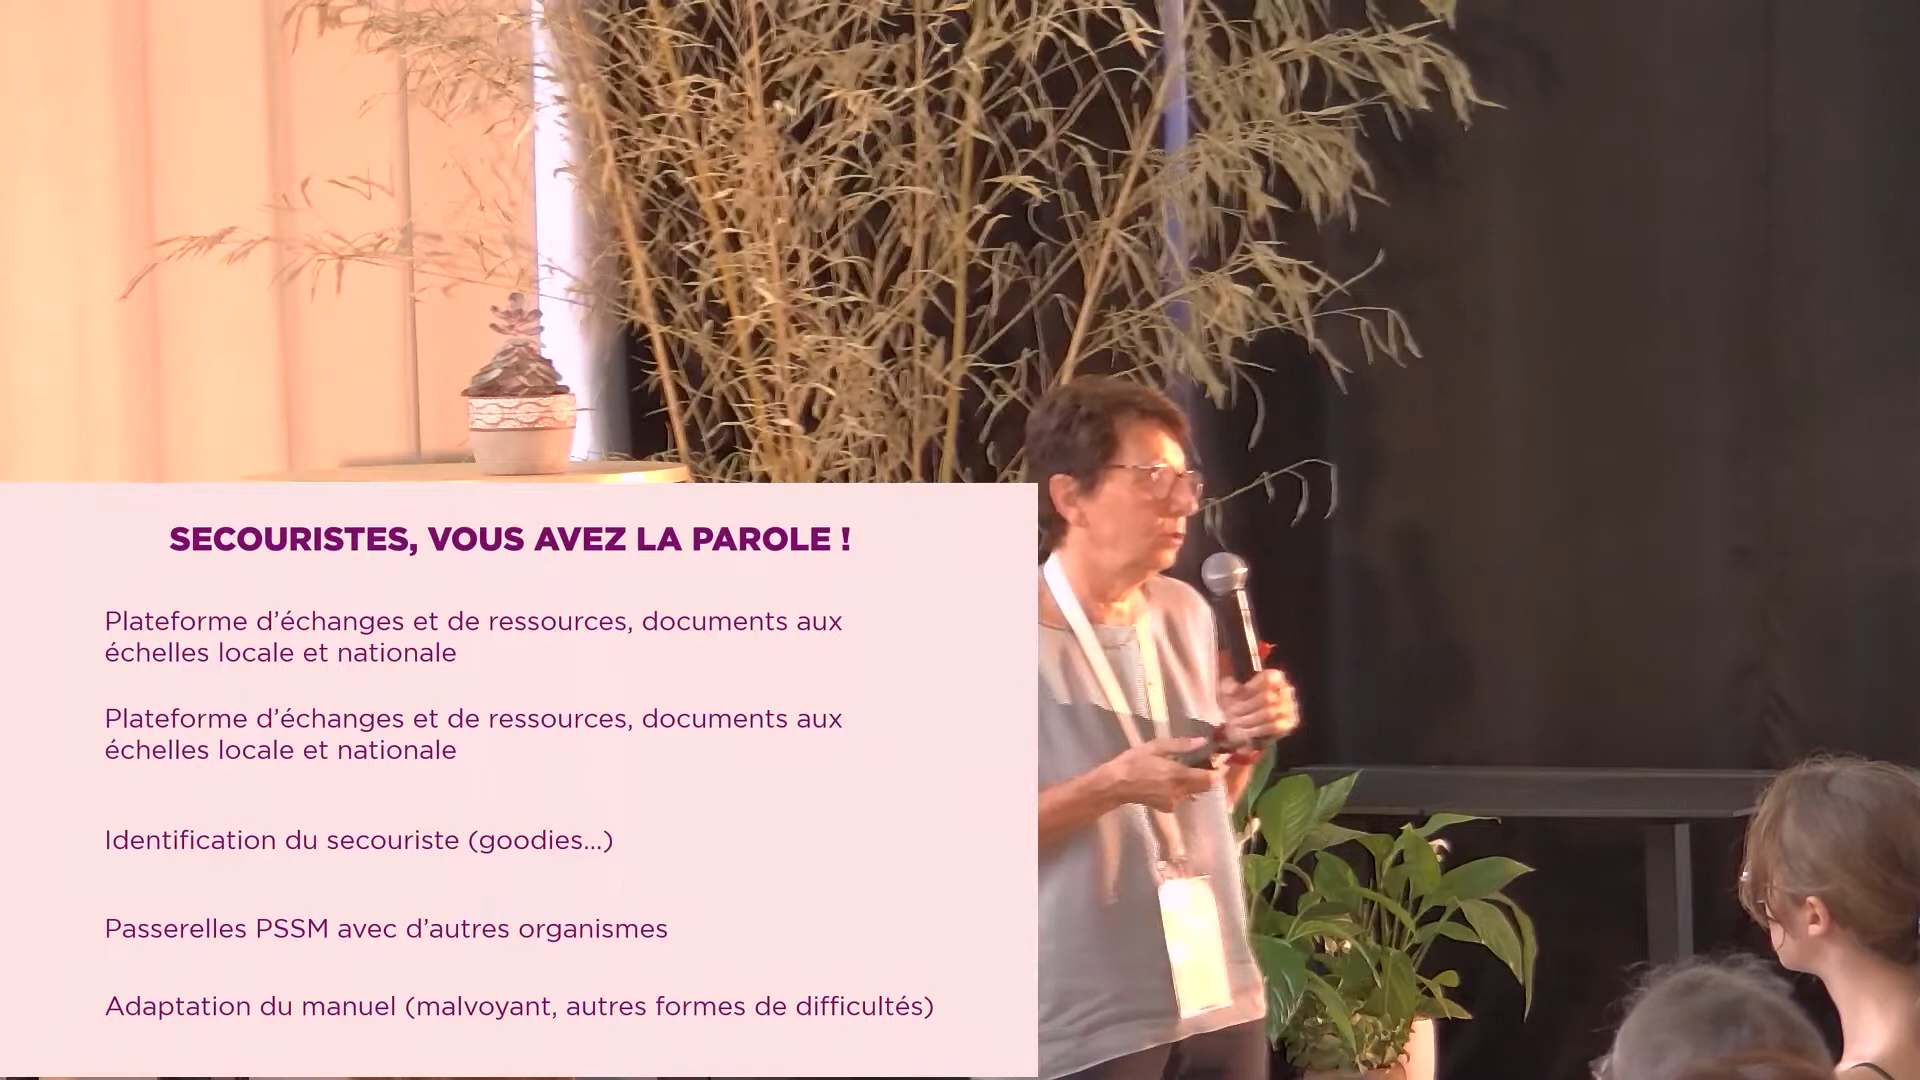 SECOURISTES, VOUS AVEZ LA PAROLE !
Plateforme d’échanges et de ressources, documents aux
échelles locale et nationale
Plateforme d’échanges et de ressources, documents aux
échelles locale et nationale
Identification du secouriste (goodies...)
Passerelles PSSM avec d’autres organismes
Adaptation du manuel (malvoyant, autres formes de difficultés)